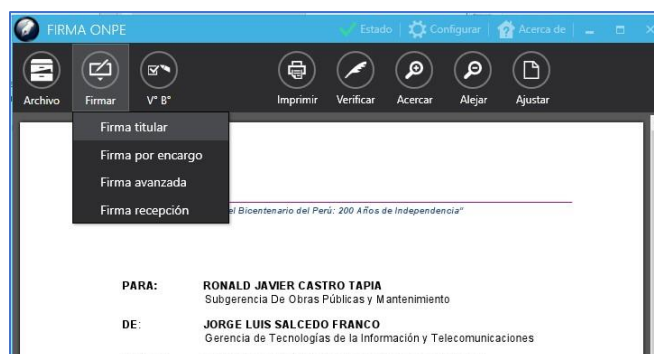 FIRMA ONPE
Estado | Configurar | Acerca de
Archivo Firmar V° B° Imprimir Verificar Acercar Alejar Ajustar
Firma titular
Firma por encargo
Firma avanzada
Firma recepción
el Bicentenario del Perú: 200 Años de Independencia"
PARA: RONALD JAVIER CASTRO TAPIA
Subgerencia De Obras Públicas y Mantenimiento
DE: JORGE LUIS SALCEDO FRANCO
Gerencia de Tecnologías de la Información y Telecomunicaciones